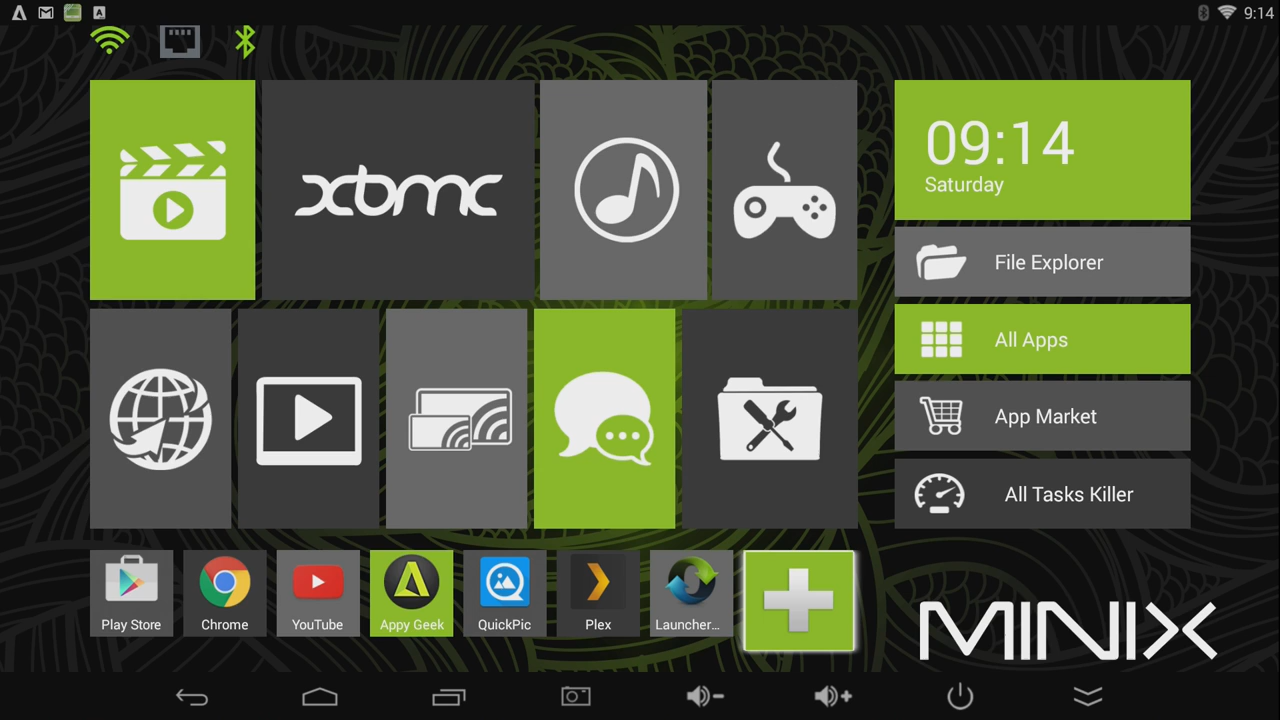 9:14
xbmc
09:14
Saturday
File Explorer
All Apps
App Market
All Tasks Killer
Play Store
Chrome
YouTube
Appy Geek
QuickPic
Plex
Launcher...
MINIX